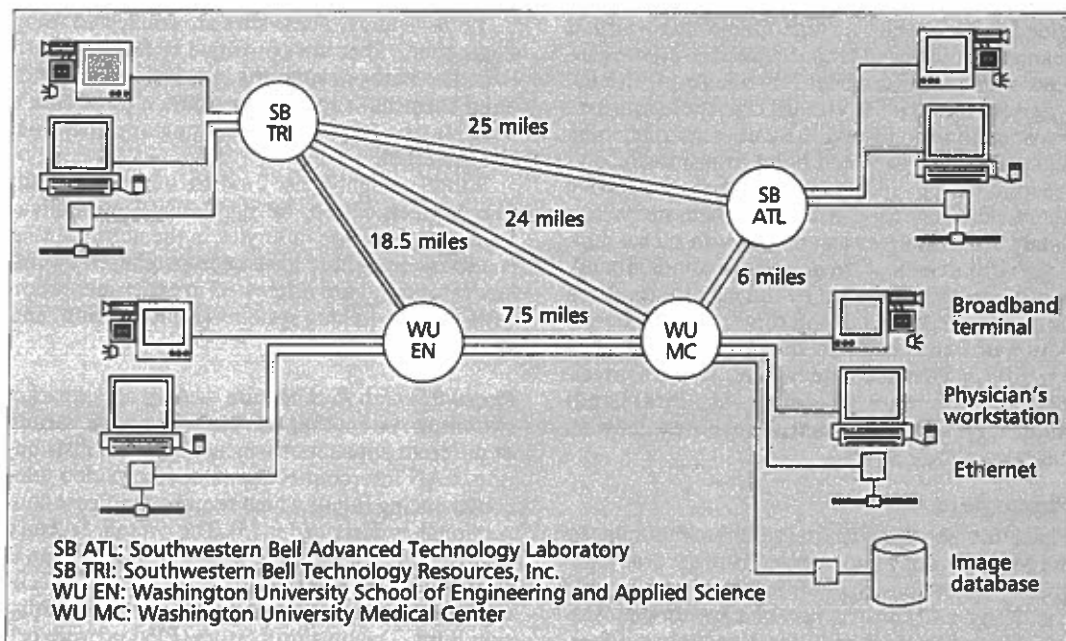 SB
TRI
25 miles
SB
ATL
24 miles
18.5 miles
6 miles
7.5 miles
WU
EN
WU
MC
Broadband
terminal
Physician's
workstation
Ethernet
Image
database
SB ATL: Southwestern Bell Advanced Technology Laboratory
SB TRI: Southwestern Bell Technology Resources, Inc.
WU EN: Washington University School of Engineering and Applied Science
WU MC: Washington University Medical Center